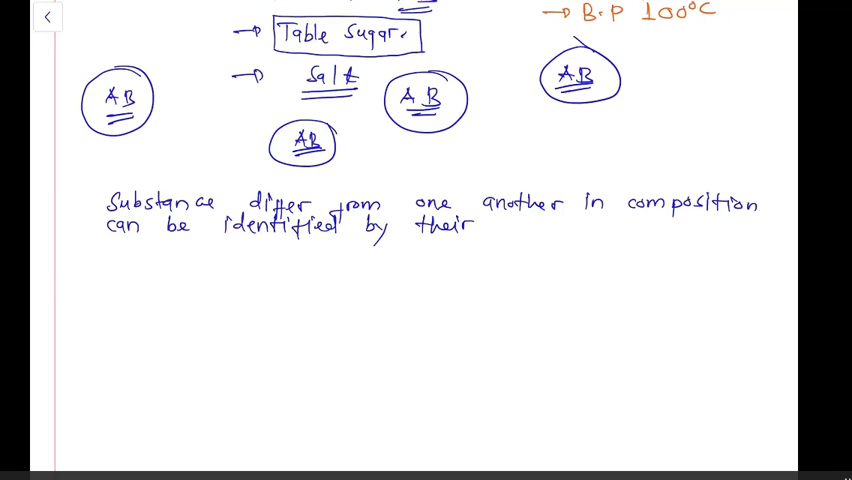 → B.P 100°C
→ Table Sugar.
→ Salt
AB
AB
AB
AB
Substance differ from one another in composition
can be identified by their